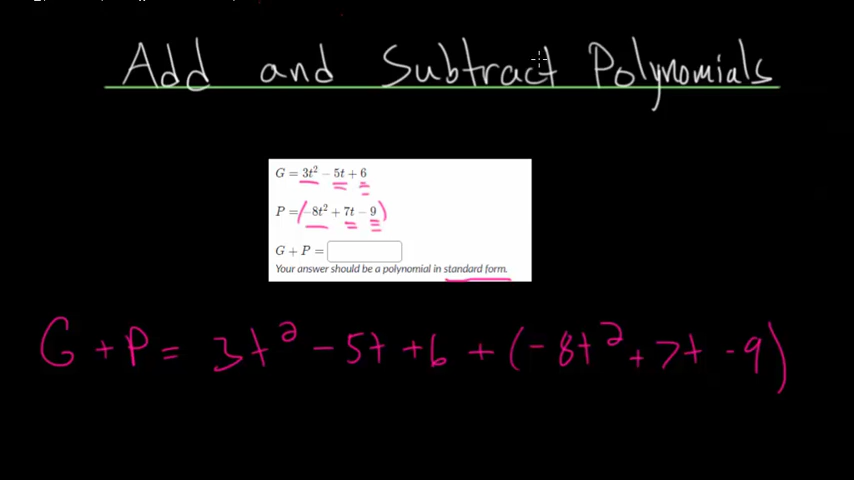 Add and Subtract Polynomials
G = 3t² − 5t + 6
P = (−8t² + 7t − 9)
G + P =
Your answer should be a polynomial in standard form.
G + P = 3t² − 5t + 6 + (−8t² + 7t − 9)